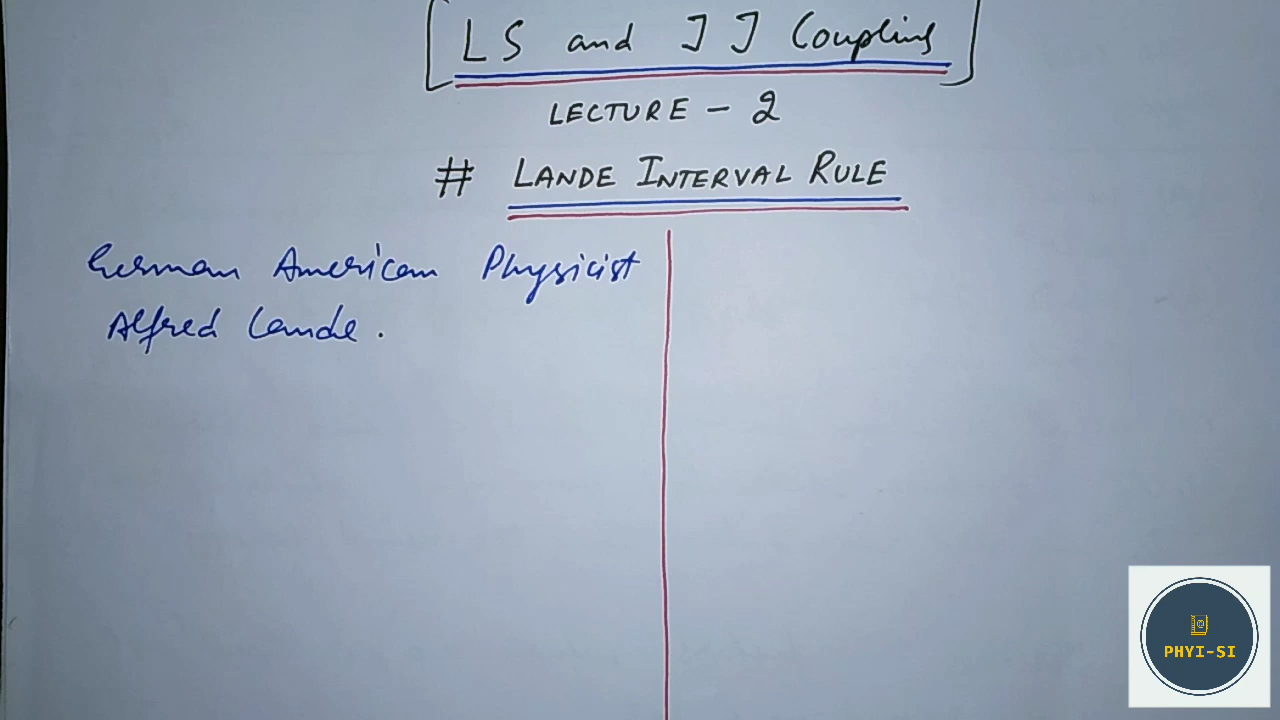 [LS and JJ Coupling]
LECTURE - 2
# LANDE INTERVAL RULE
German American Physicist
Alfred Lande.
PHYI-SI